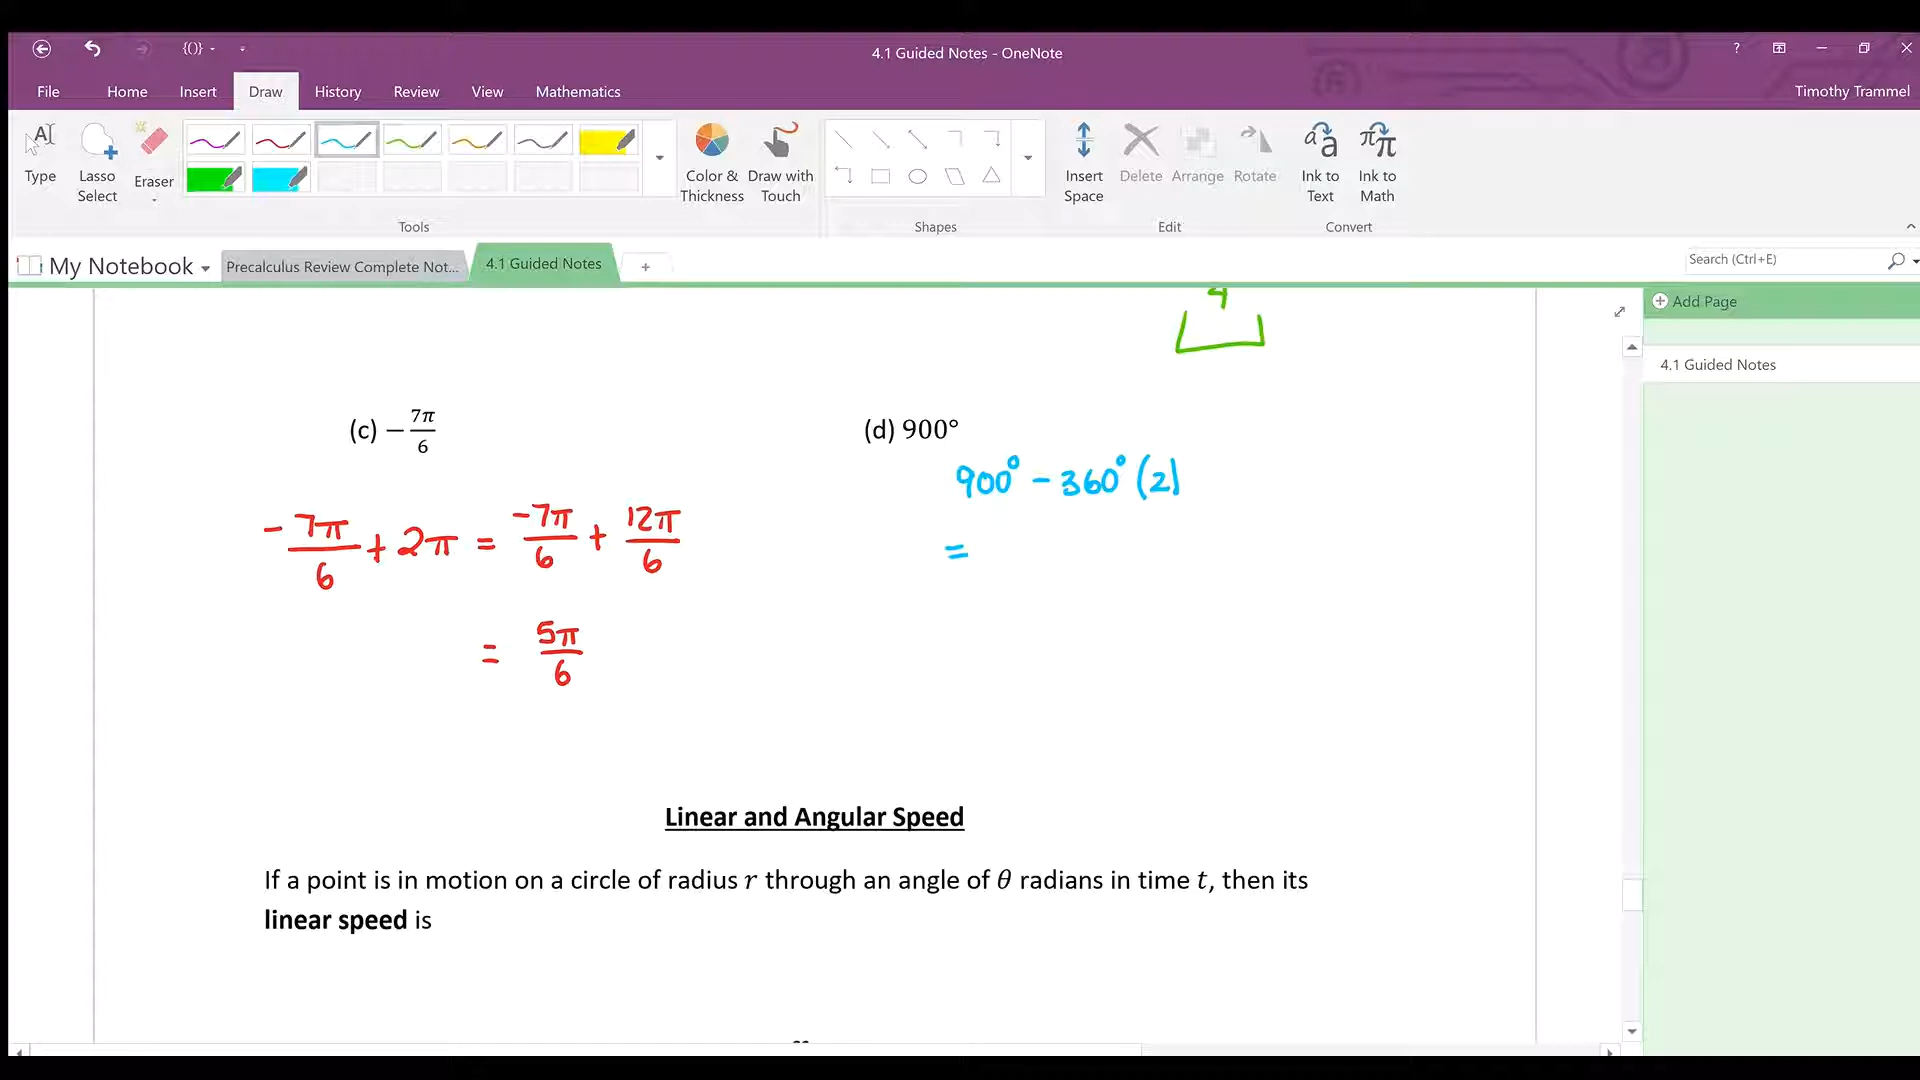 4.1 Guided Notes - OneNote
File Home Insert Draw History Review View Mathematics
Timothy Trammel
Type
Lasso Select
Eraser
Color & Thickness
Draw with Touch
Insert Space
Delete
Arrange
Rotate
Ink to Text
Ink to Math
Tools
Shapes
Edit
Convert
My Notebook
Precalculus Review Complete Not...
4.1 Guided Notes
Search (Ctrl+E)
Add Page
4.1 Guided Notes
(c) −7π/6
-7π/6 + 2π = -7π/6 + 12π/6
= 5π/6
(d) 900°
900° - 360° (2)
=
Linear and Angular Speed
If a point is in motion on a circle of radius r through an angle of θ radians in time t, then its
linear speed is